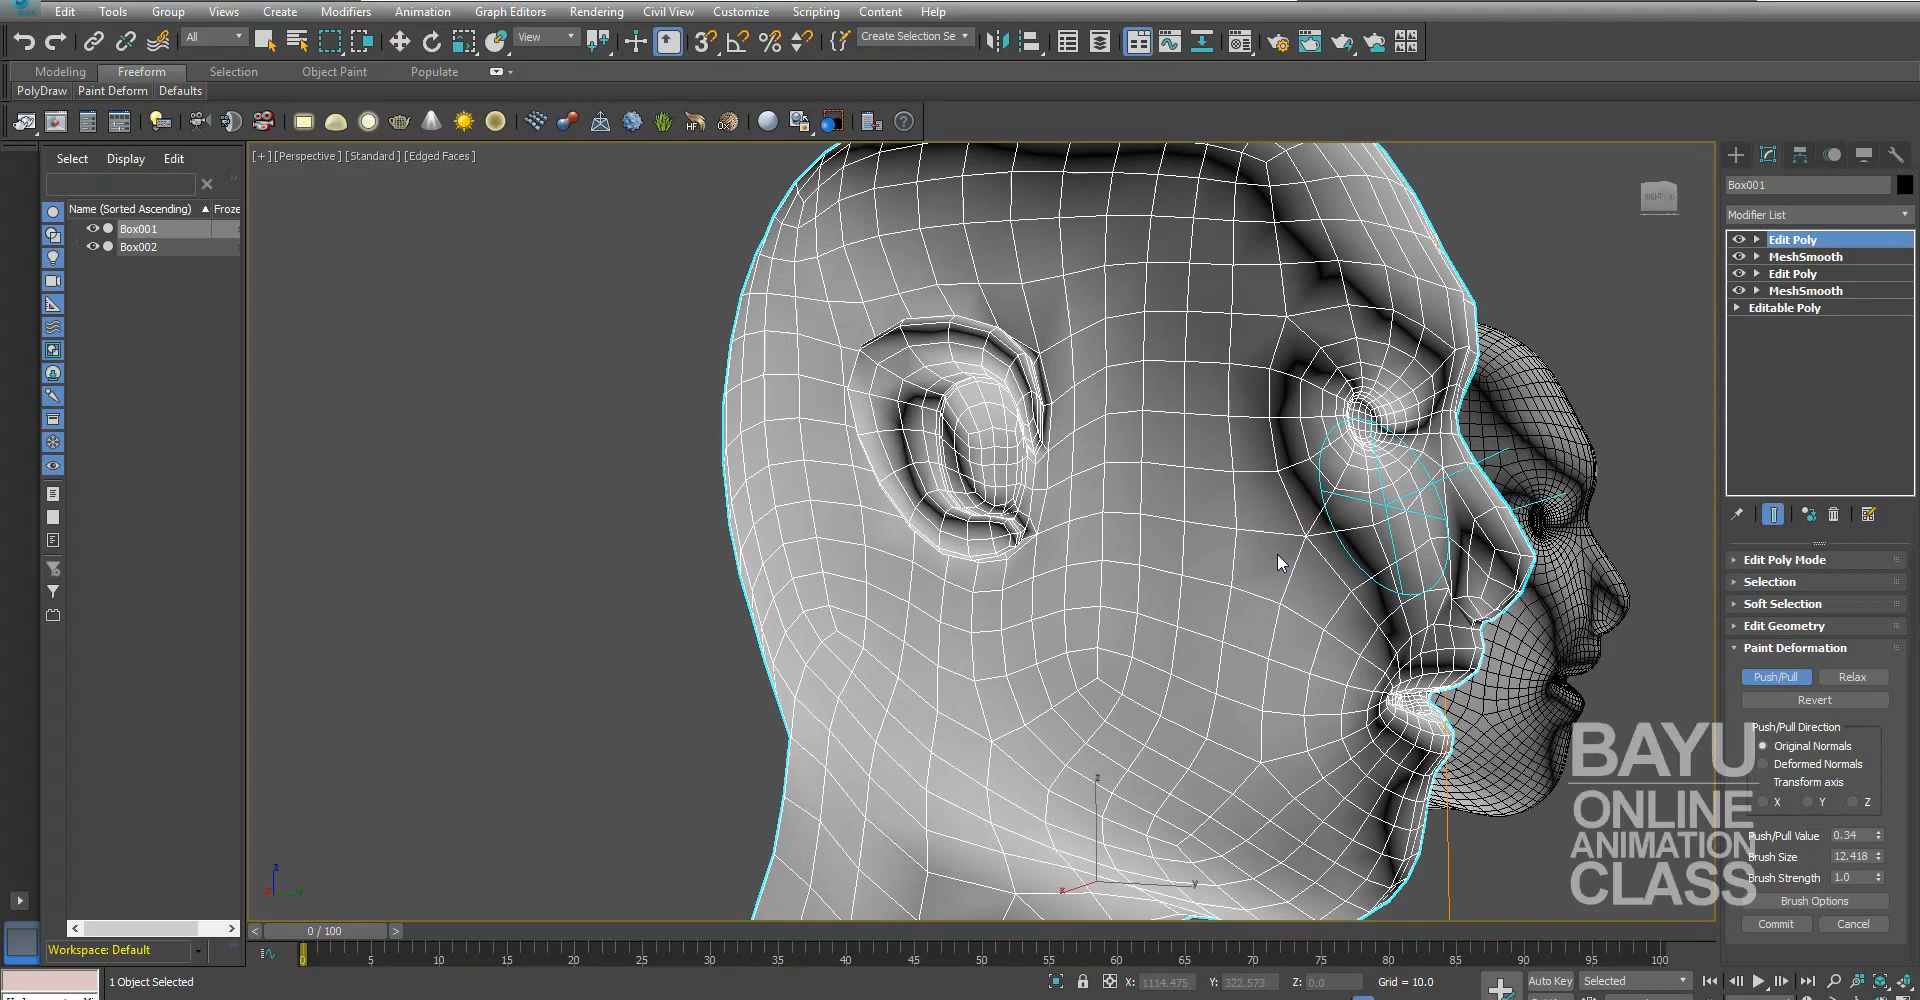 Edit Tools Group Views Create Modifiers Animation Graph Editors Rendering Civil View Customize Scripting Content Help
All View Create Selection Se
Modeling Freeform Selection Object Paint Populate
PolyDraw Paint Deform Defaults
Select Display Edit
[+] [Perspective] [Standard] [Edged Faces]
Name (Sorted Ascending) Froze
Box001
Box002
RIGHT
Box001
Modifier List
Edit Poly
MeshSmooth
Edit Poly
MeshSmooth
Editable Poly
Edit Poly Mode
Selection
Soft Selection
Edit Geometry
Paint Deformation
Push/Pull Relax
Revert
Push/Pull Direction
Original Normals
Deformed Normals
Transform axis
X Y Z
Push/Pull Value 0.34
Brush Size 12.418
Brush Strength 1.0
Brush Options
Commit Cancel
BAYU
ONLINE
ANIMATION
CLASS
z
x y
z
0 / 100
Workspace: Default
0 5 10 15 20 25 30 35 40 45 50 55 60 65 70 75 80 85 90 95 100
1 Object Selected X: 1114.475 Y: 322.573 Z: 0.0 Grid = 10.0 Auto Key Selected